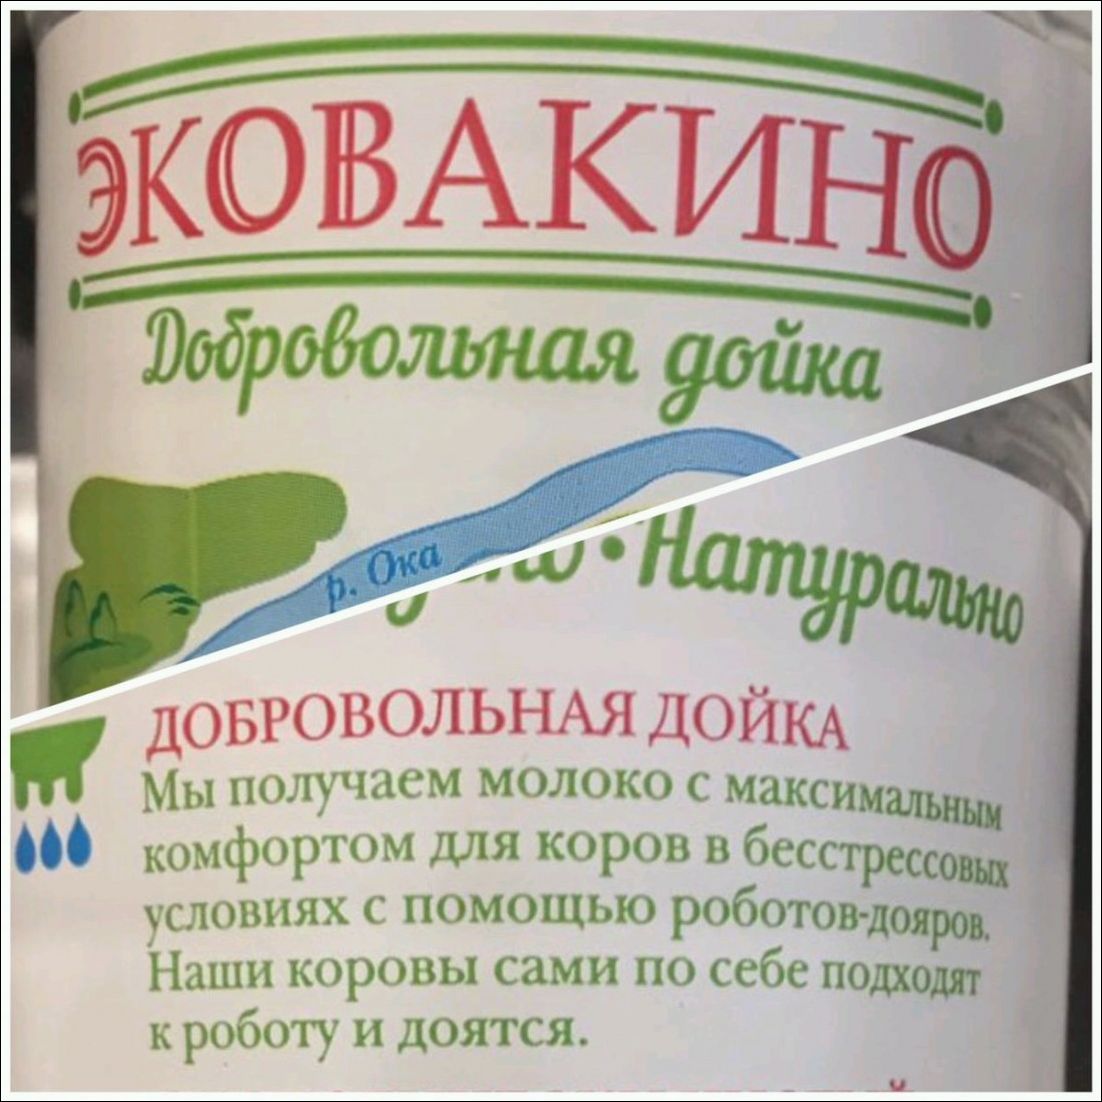 ЭКОВАКИНО
Добровольная дойка
р. Ока
•Натурально
ДОБРОВОЛЬНАЯ ДОЙКА
Мы получаем молоко с максимальным
комфортом для коров в бесстрессовых
условиях с помощью роботов-дояров.
Наши коровы сами по себе подходят
к роботу и доятся.